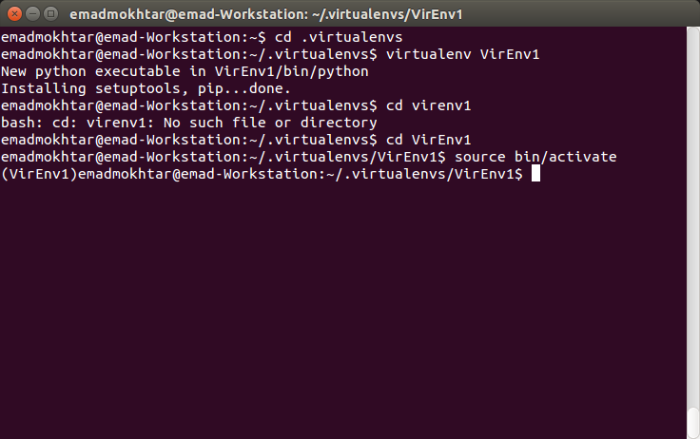 emadmokhtar@emad-Workstation: ~/.virtualenvs/VirEnv1
emadmokhtar@emad-Workstation:~$ cd .virtualenvs
emadmokhtar@emad-Workstation:~/.virtualenvs$ virtualenv VirEnv1
New python executable in VirEnv1/bin/python
Installing setuptools, pip...done.
emadmokhtar@emad-Workstation:~/.virtualenvs$ cd virenv1
bash: cd: virenv1: No such file or directory
emadmokhtar@emad-Workstation:~/.virtualenvs$ cd VirEnv1
emadmokhtar@emad-Workstation:~/.virtualenvs/VirEnv1$ source bin/activate
(VirEnv1)emadmokhtar@emad-Workstation:~/.virtualenvs/VirEnv1$